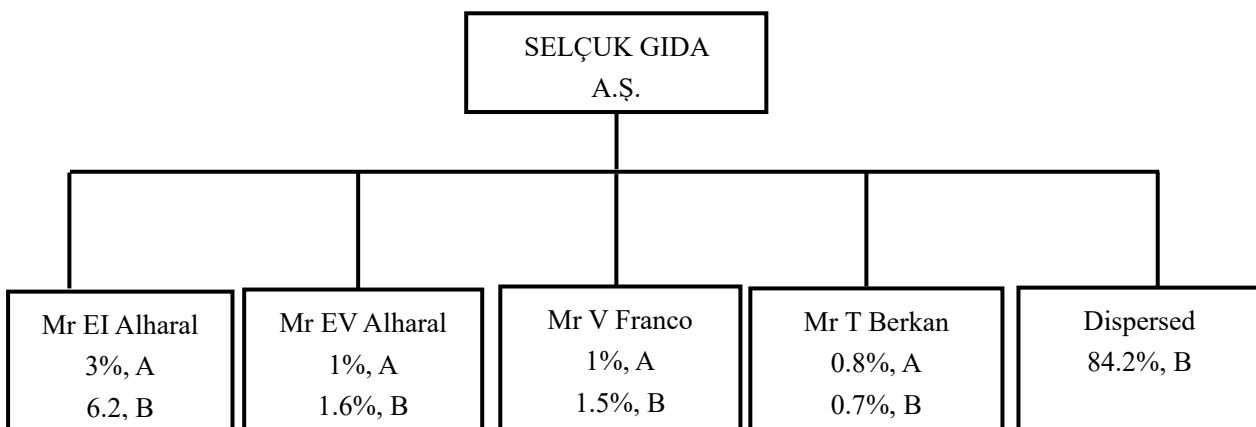 SELÇUK GIDA
A.Ş.
Mr EI Alharal
3%, A
6.2, B
Mr EV Alharal
1%, A
1.6%, B
Mr V Franco
1%, A
1.5%, B
Mr T Berkan
0.8%, A
0.7%, B
Dispersed
84.2%, B